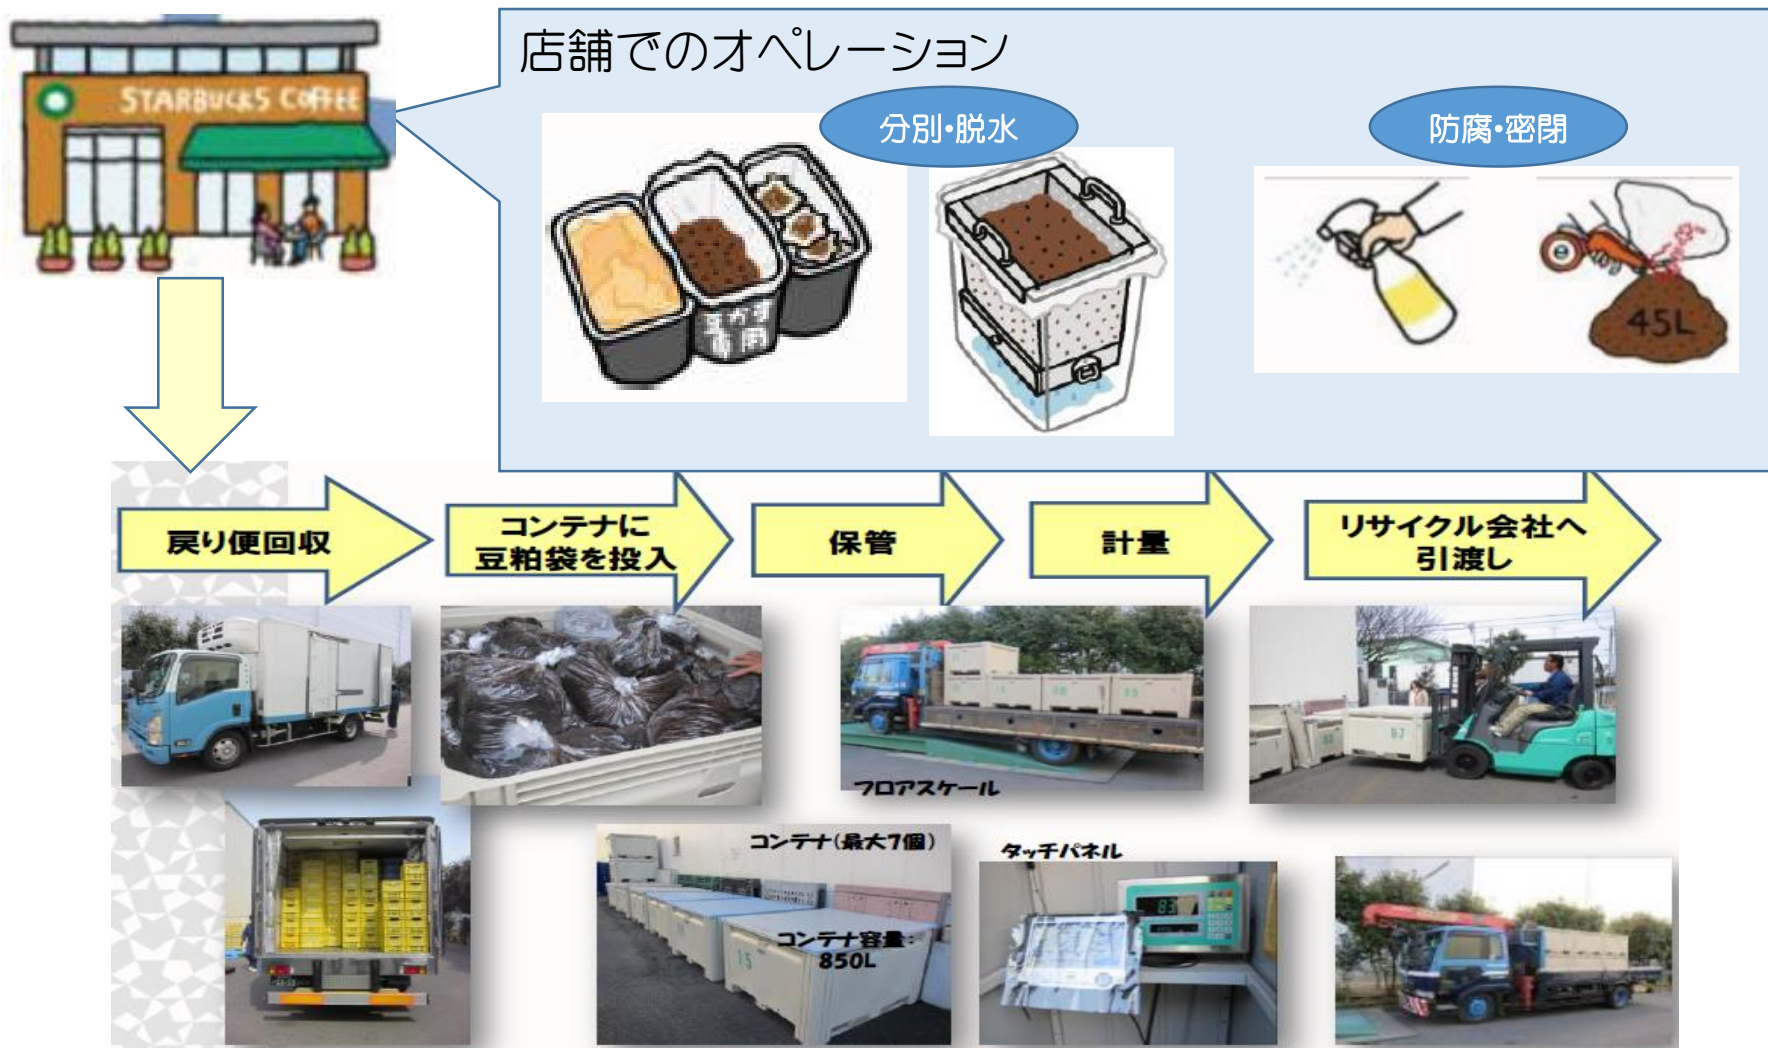 店舗でのオペレーション
STARBUCKS COFFEE
分別・脱水
防腐・密閉
専用
45L
戻り便回収
コンテナに
豆粕袋を投入
保管
計量
リサイクル会社へ
引渡し
フロアスケール
コンテナ(最大7個)
コンテナ容量:
850L
15
タッチパネル
83